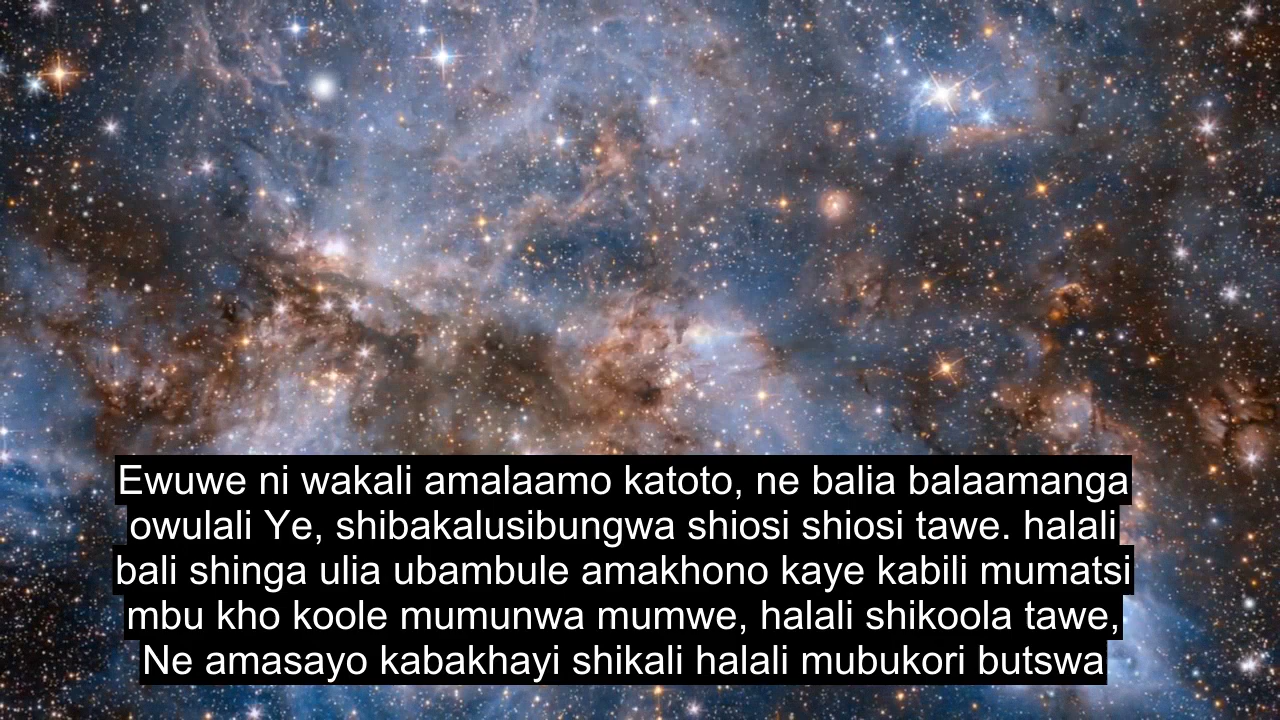 Ewuwe ni wakali amalaamo katoto, ne balia balaamanga
owulali Ye, shibakalusibungwa shiosi shiosi tawe. halali
bali shinga ulia ubambule amakhono kaye kabili mumatsi
mbu kho koole mumunwa mumwe, halali shikoola tawe,
Ne amasayo kabakhayi shikali halali mubukori butswa